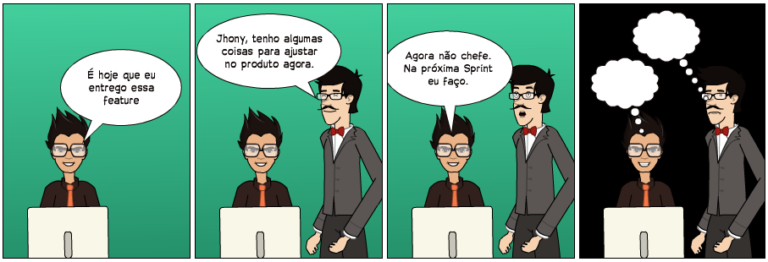 É hoje que eu
entrego essa
feature
Jhony, tenho algumas
coisas para ajustar
no produto agora.
Agora não chefe.
Na próxima Sprint
eu faço.